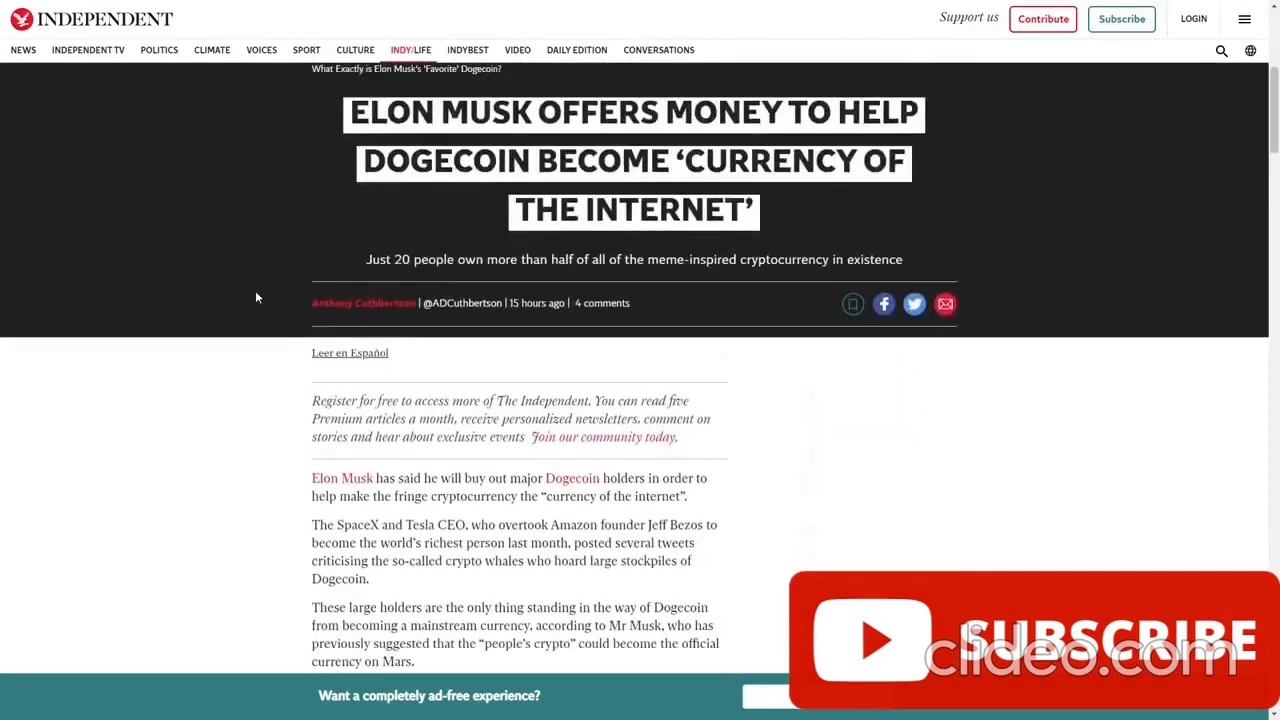 INDEPENDENT
Support us
Contribute
Subscribe
LOGIN
NEWS INDEPENDENT TV POLITICS CLIMATE VOICES SPORT CULTURE INDY/LIFE INDYBEST VIDEO DAILY EDITION CONVERSATIONS
What Exactly is Elon Musk's 'Favorite' Dogecoin?
ELON MUSK OFFERS MONEY TO HELP
DOGECOIN BECOME ‘CURRENCY OF
THE INTERNET’
Just 20 people own more than half of all of the meme-inspired cryptocurrency in existence
Anthony Cuthbertson | @ADCuthbertson | 15 hours ago | 4 comments
Leer en Español
Register for free to access more of The Independent. You can read five
Premium articles a month, receive personalized newsletters, comment on
stories and hear about exclusive events Join our community today.
Elon Musk has said he will buy out major Dogecoin holders in order to
help make the fringe cryptocurrency the “currency of the internet”.
The SpaceX and Tesla CEO, who overtook Amazon founder Jeff Bezos to
become the world's richest person last month, posted several tweets
criticising the so-called crypto whales who hoard large stockpiles of
Dogecoin.
These large holders are the only thing standing in the way of Dogecoin
from becoming a mainstream currency, according to Mr Musk, who has
previously suggested that the “people's crypto” could become the official
currency on Mars.
SUBSCRIBE
clideo.com
Want a completely ad-free experience?